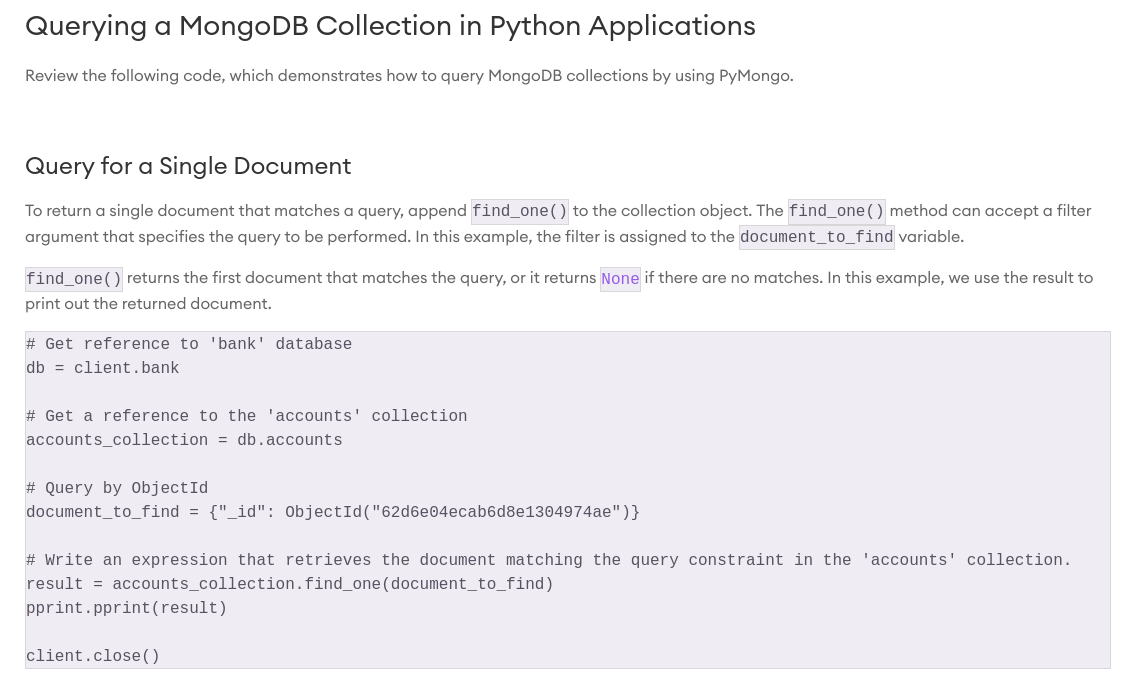 Querying a MongoDB Collection in Python Applications
Review the following code, which demonstrates how to query MongoDB collections by using PyMongo.
Query for a Single Document
To return a single document that matches a query, append find_one() to the collection object. The find_one() method can accept a filter
argument that specifies the query to be performed. In this example, the filter is assigned to the document_to_find variable.
find_one() returns the first document that matches the query, or it returns None if there are no matches. In this example, we use the result to
print out the returned document.
# Get reference to 'bank' database
db = client.bank
# Get a reference to the 'accounts' collection
accounts_collection = db.accounts
# Query by ObjectId
document_to_find = {"_id": ObjectId("62d6e04ecab6d8e1304974ae")}
# Write an expression that retrieves the document matching the query constraint in the 'accounts' collection.
result = accounts_collection.find_one(document_to_find)
pprint.pprint(result)
client.close()